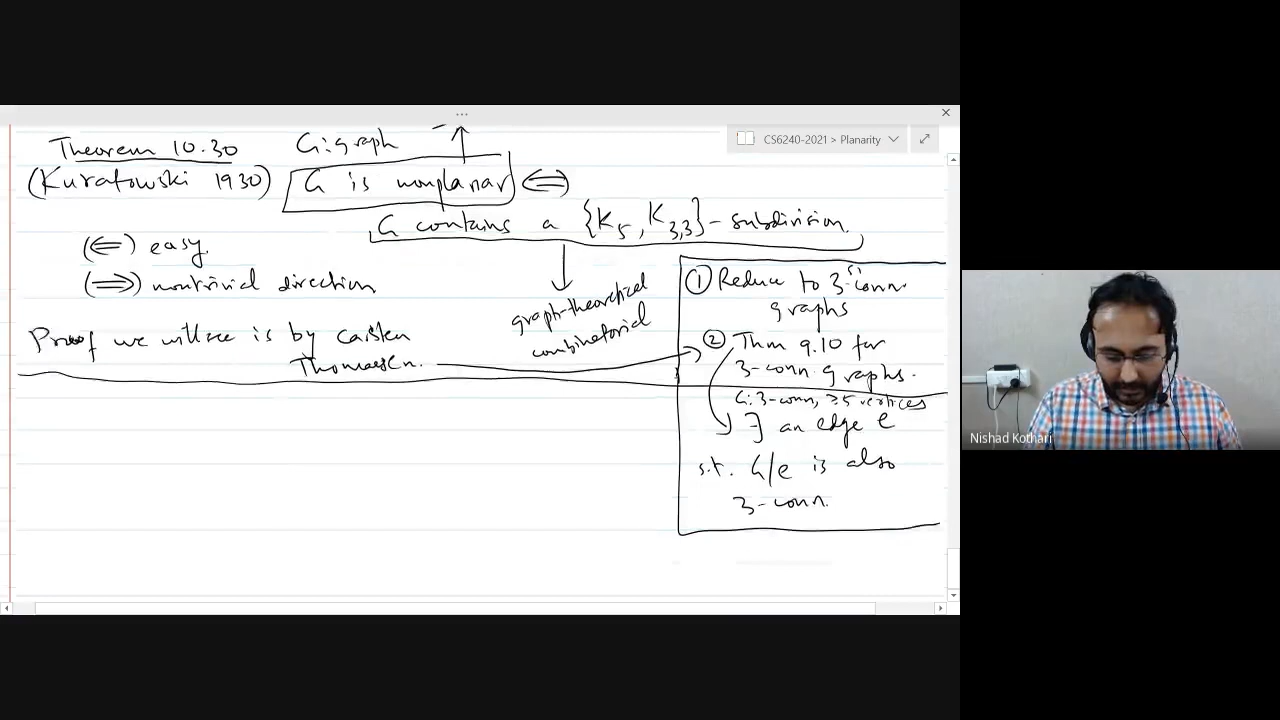 CS6240-2021 > Planarity
Theorem 10.30 G: graph
(Kuratowski 1930) G is nonplanar ⟺
G contains a {K5, K3,3}-subdivision.
(⟸) easy.
(⟹) nontrivial direction
graph-theoretical
combinatorial
Proof we will see is by Carsten
Thomassen.
① Reduce to 3-conn.
graphs
② Thm 9.10 for
3-conn. graphs.
G: 3-conn, ≥5 vertices
∃ an edge e
s.t. G/e is also
3-conn.
Nishad Kothari